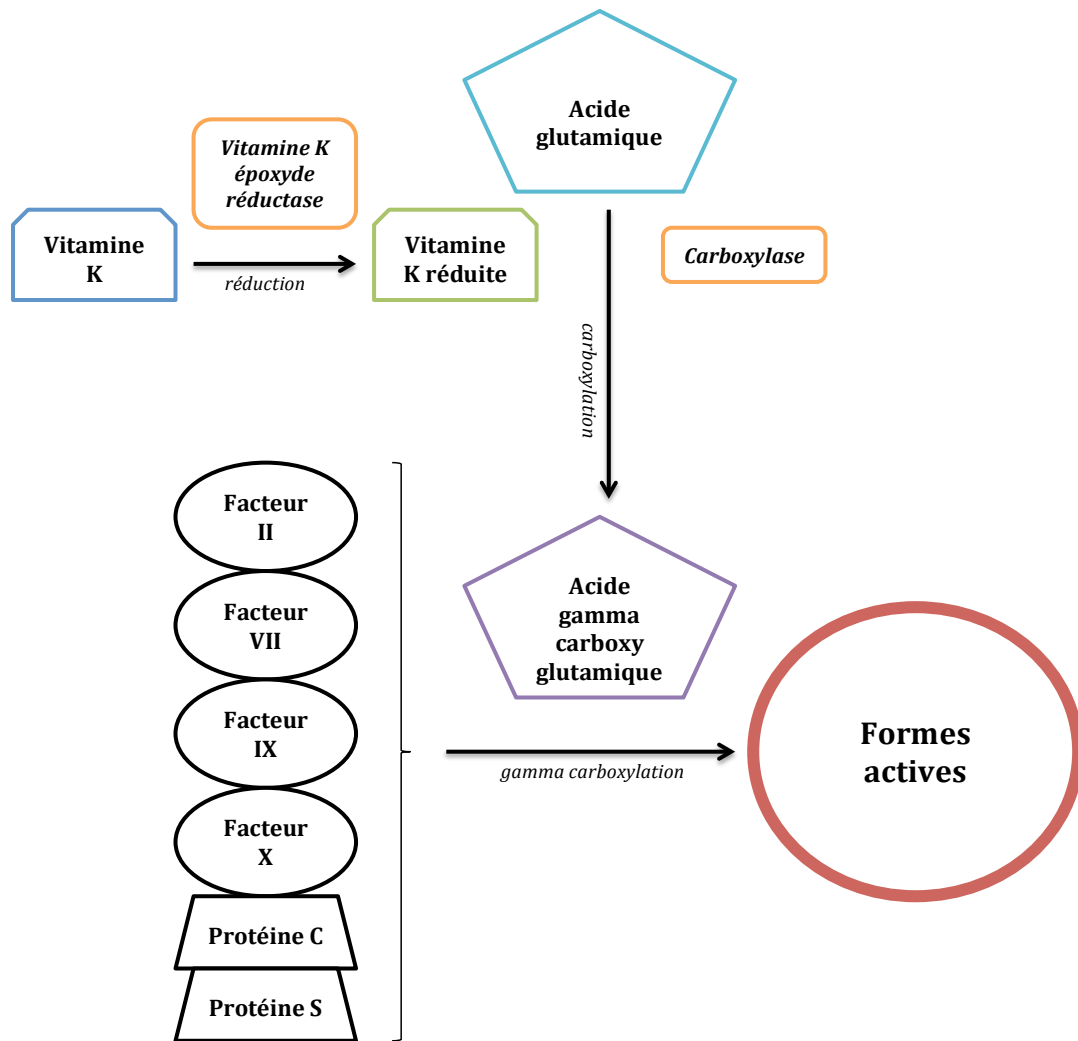 Acide
glutamique
Vitamine K
époxyde
réductase
Vitamine
K
réduction
Vitamine
K réduite
Carboxylase
carboxylation
Facteur
II
Facteur
VII
Facteur
IX
Facteur
X
Protéine C
Protéine S
Acide
gamma
carboxy
glutamique
gamma carboxylation
Formes
actives